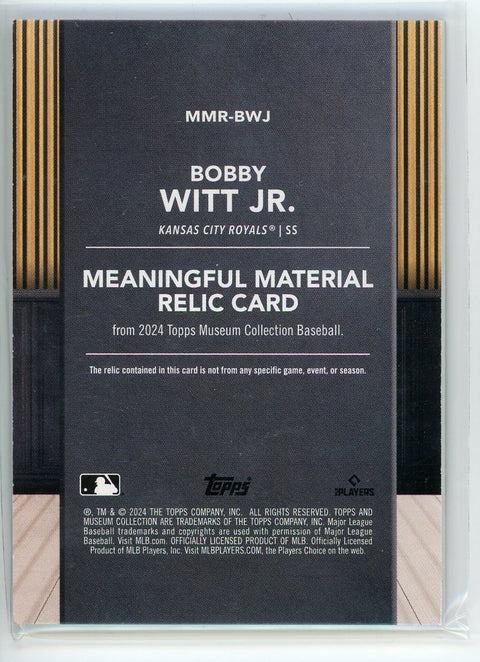 MMR-BWJ
BOBBY
WITT JR.
KANSAS CITY ROYALS® | SS
MEANINGFUL MATERIAL
RELIC CARD
from 2024 Topps Museum Collection Baseball.
The relic contained in this card is not from any specific game, event, or season.
Topps®
PLAYERS
®, TM & © 2024 THE TOPPS COMPANY, INC. ALL RIGHTS RESERVED. TOPPS AND
MUSEUM COLLECTION ARE TRADEMARKS OF THE TOPPS COMPANY, INC. Major League
Baseball trademarks and copyrights are used with permission of Major League
Baseball. Visit MLB.com. OFFICIALLY LICENSED PRODUCT OF MLB. Officially Licensed
Product of MLB Players, Inc. Visit MLBPLAYERS.COM, the Players Choice on the web.